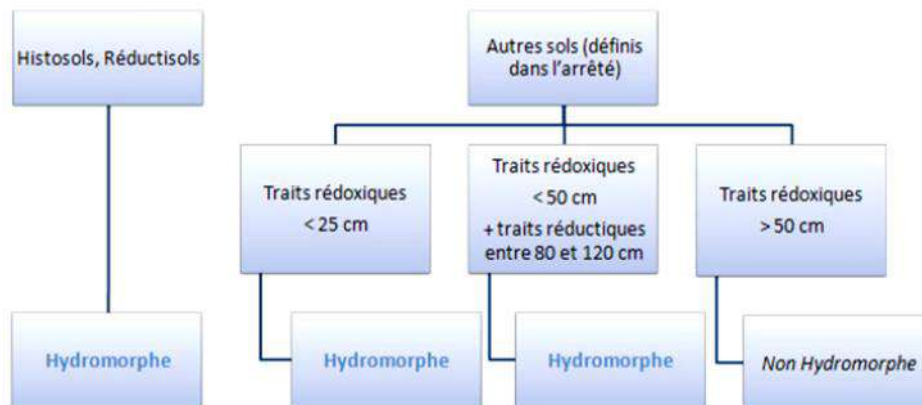 Histosols, Réductisols
Autres sols (définis
dans l'arrêté)
Traits rédoxiques
< 25 cm
Traits rédoxiques
< 50 cm
+ traits réductiques
entre 80 et 120 cm
Traits rédoxiques
> 50 cm
Hydromorphe
Hydromorphe
Hydromorphe
Non Hydromorphe